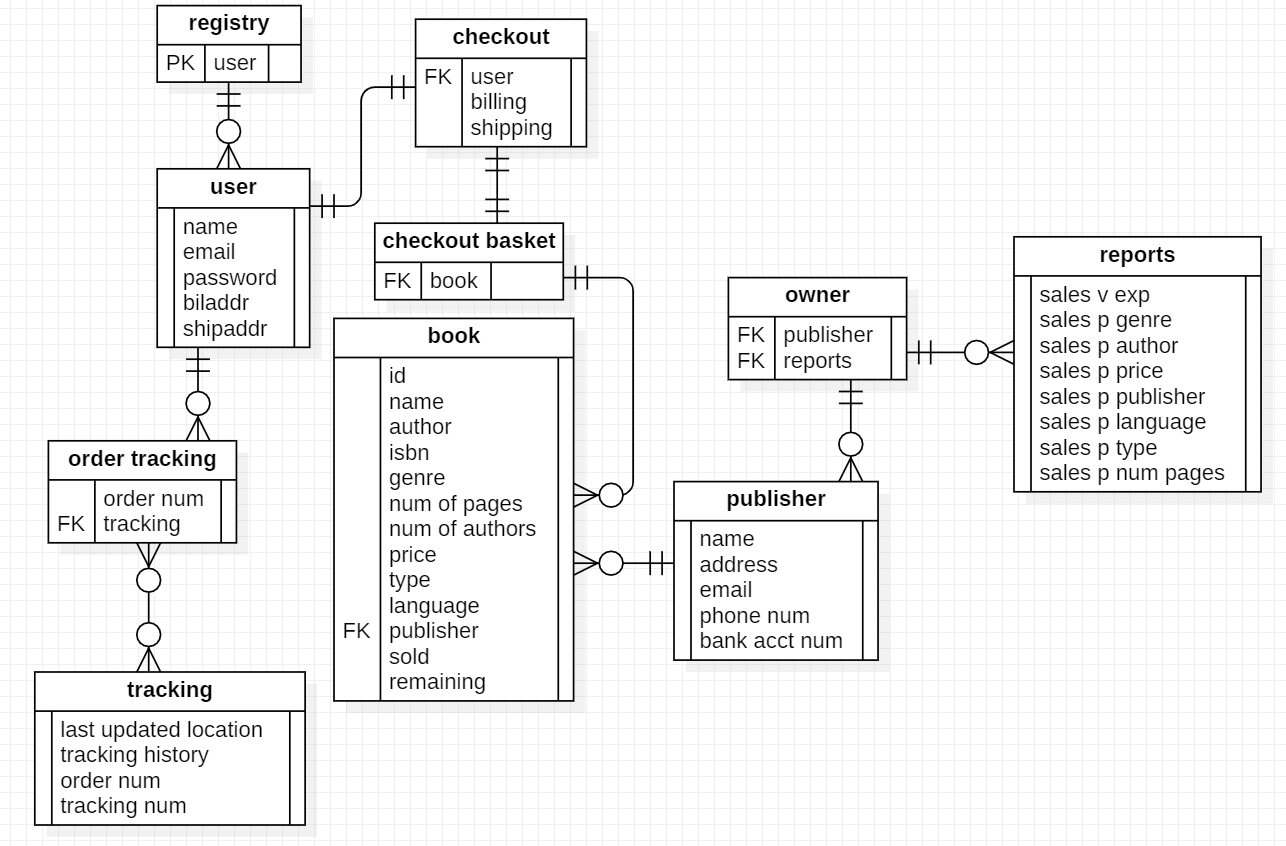 registry
PK user
checkout
FK user
billing
shipping
user
name
email
password
biladdr
shipaddr
checkout basket
FK book
book
id
name
author
isbn
genre
num of pages
num of authors
price
type
language
FK publisher
sold
remaining
owner
FK publisher
FK reports
reports
sales v exp
sales p genre
sales p author
sales p price
sales p publisher
sales p language
sales p type
sales p num pages
order tracking
order num
FK tracking
publisher
name
address
email
phone num
bank acct num
tracking
last updated location
tracking history
order num
tracking num